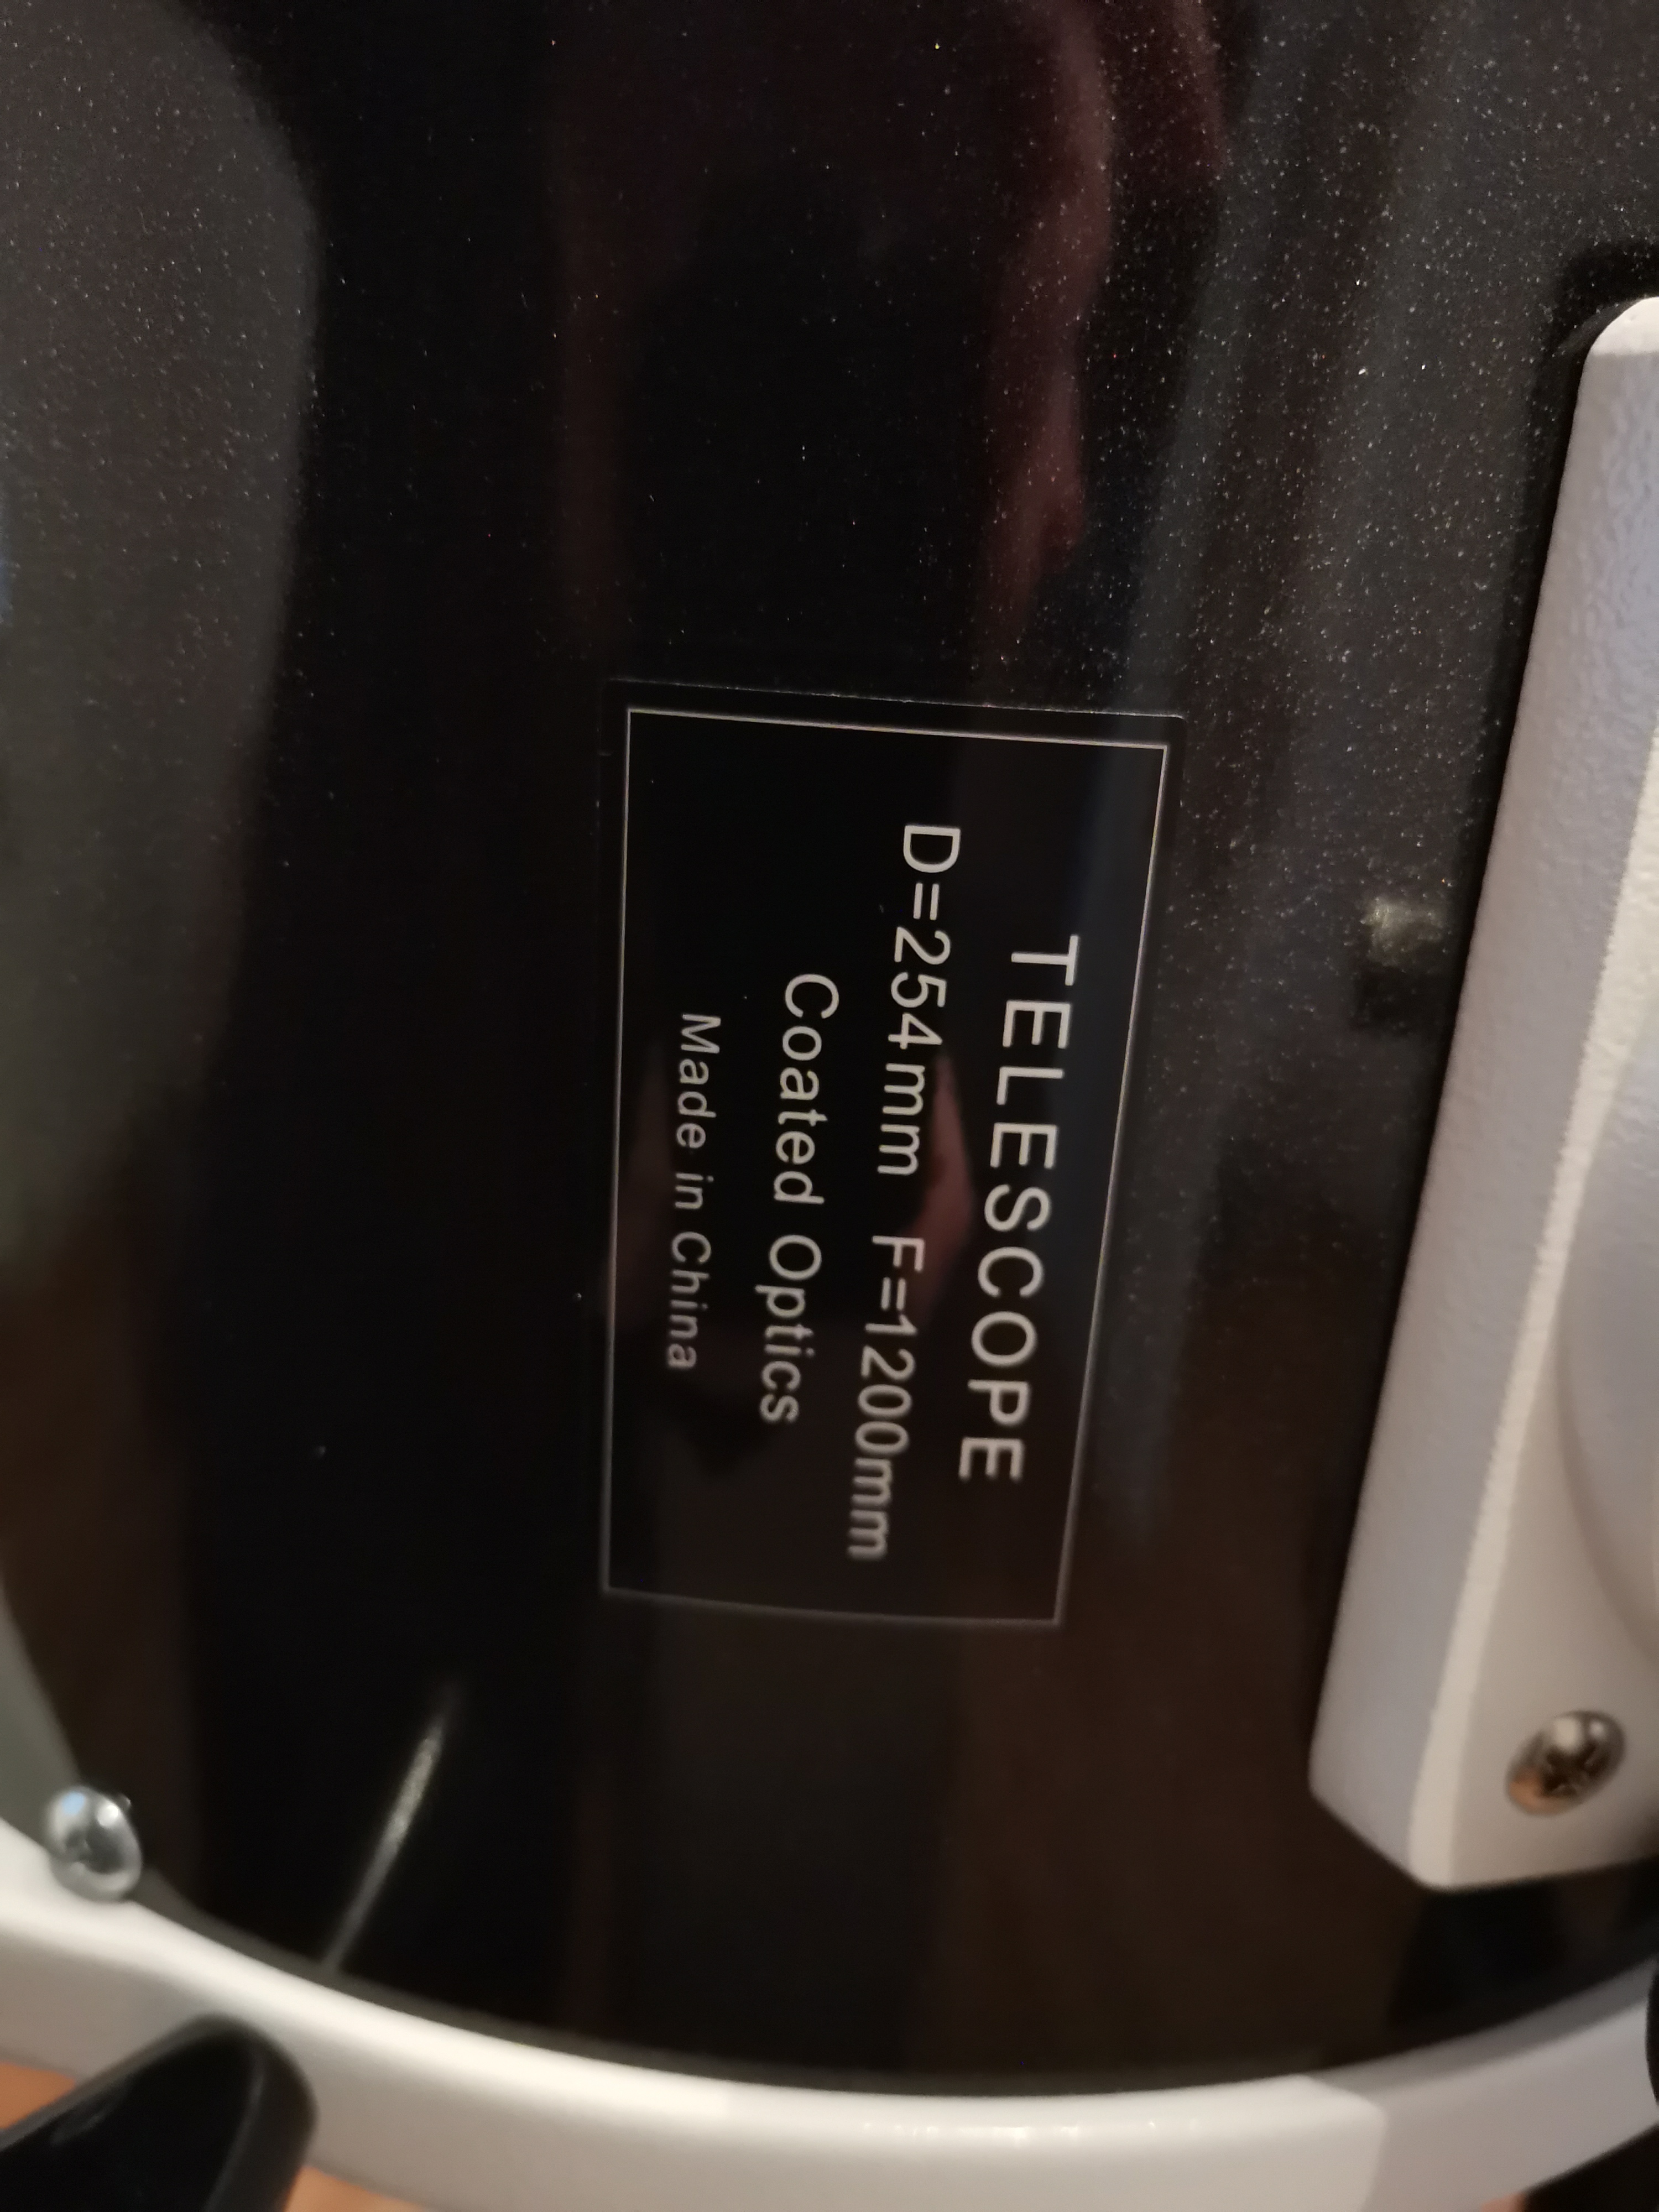 TELESCOPE
D=254mm F=1200mm
Coated Optics
Made in China